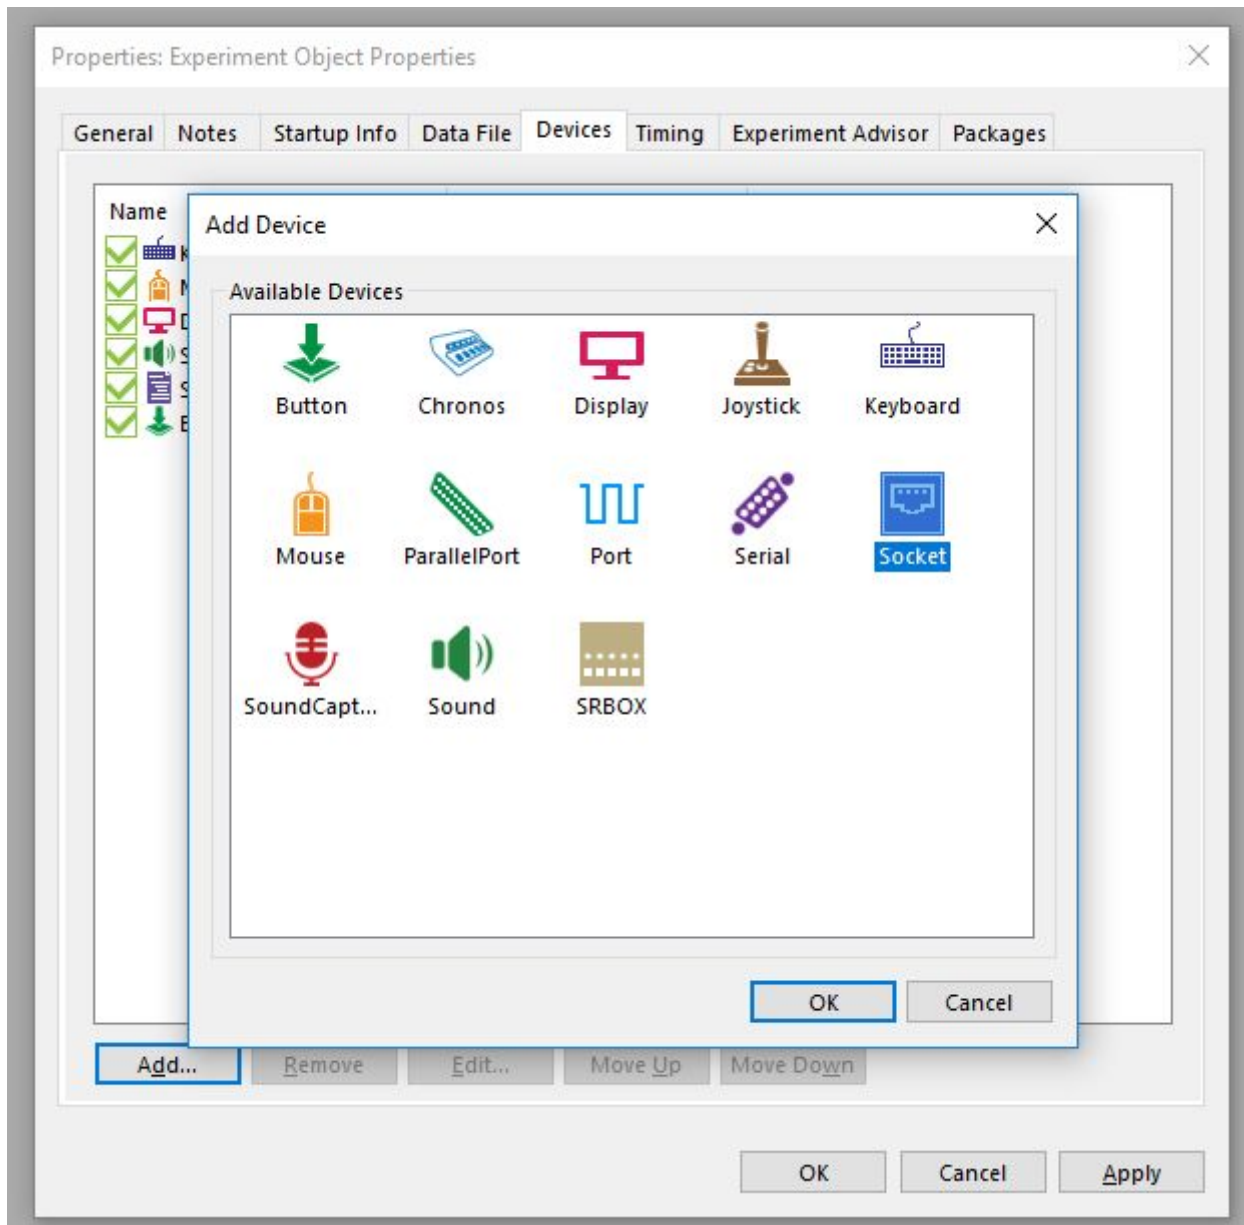 Properties: Experiment Object Properties
General Notes Startup Info Data File Devices Timing Experiment Advisor Packages
Name
Add Device
Available Devices
Button Chronos Display Joystick Keyboard
Mouse ParallelPort Port Serial Socket
SoundCapt... Sound SRBOX
OK Cancel
Add... Remove Edit... Move Up Move Down
OK Cancel Apply